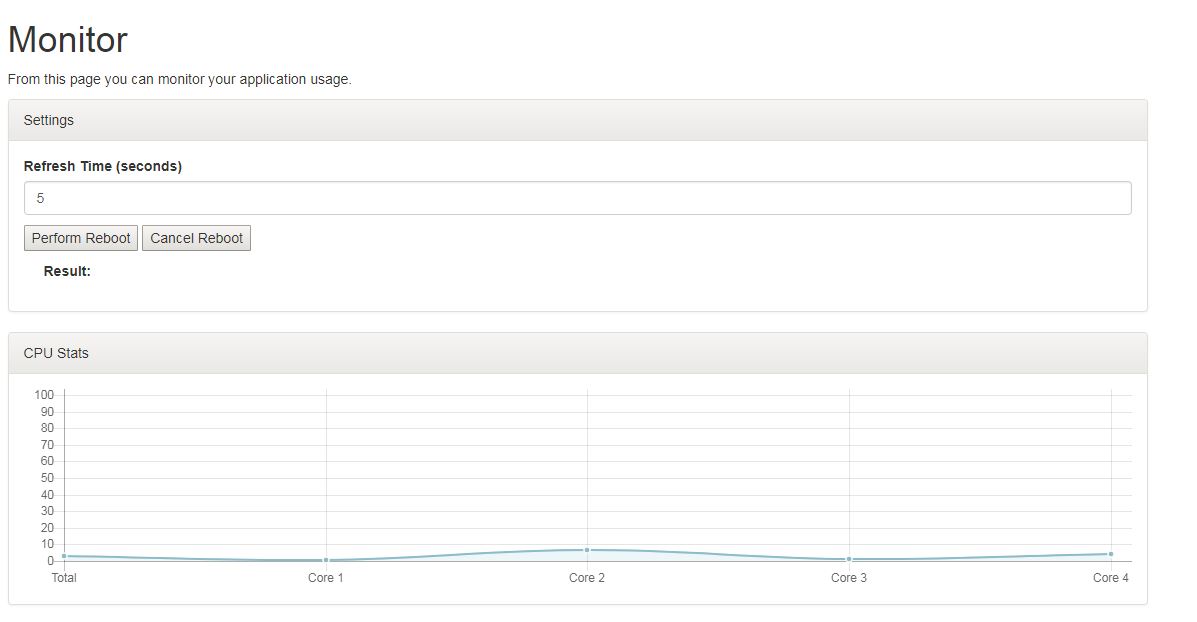 Monitor
From this page you can monitor your application usage.
Settings
Refresh Time (seconds)
5
Perform Reboot Cancel Reboot
Result:
CPU Stats
100
90
80
70
60
50
40
30
20
10
0
Total Core 1 Core 2 Core 3 Core 4